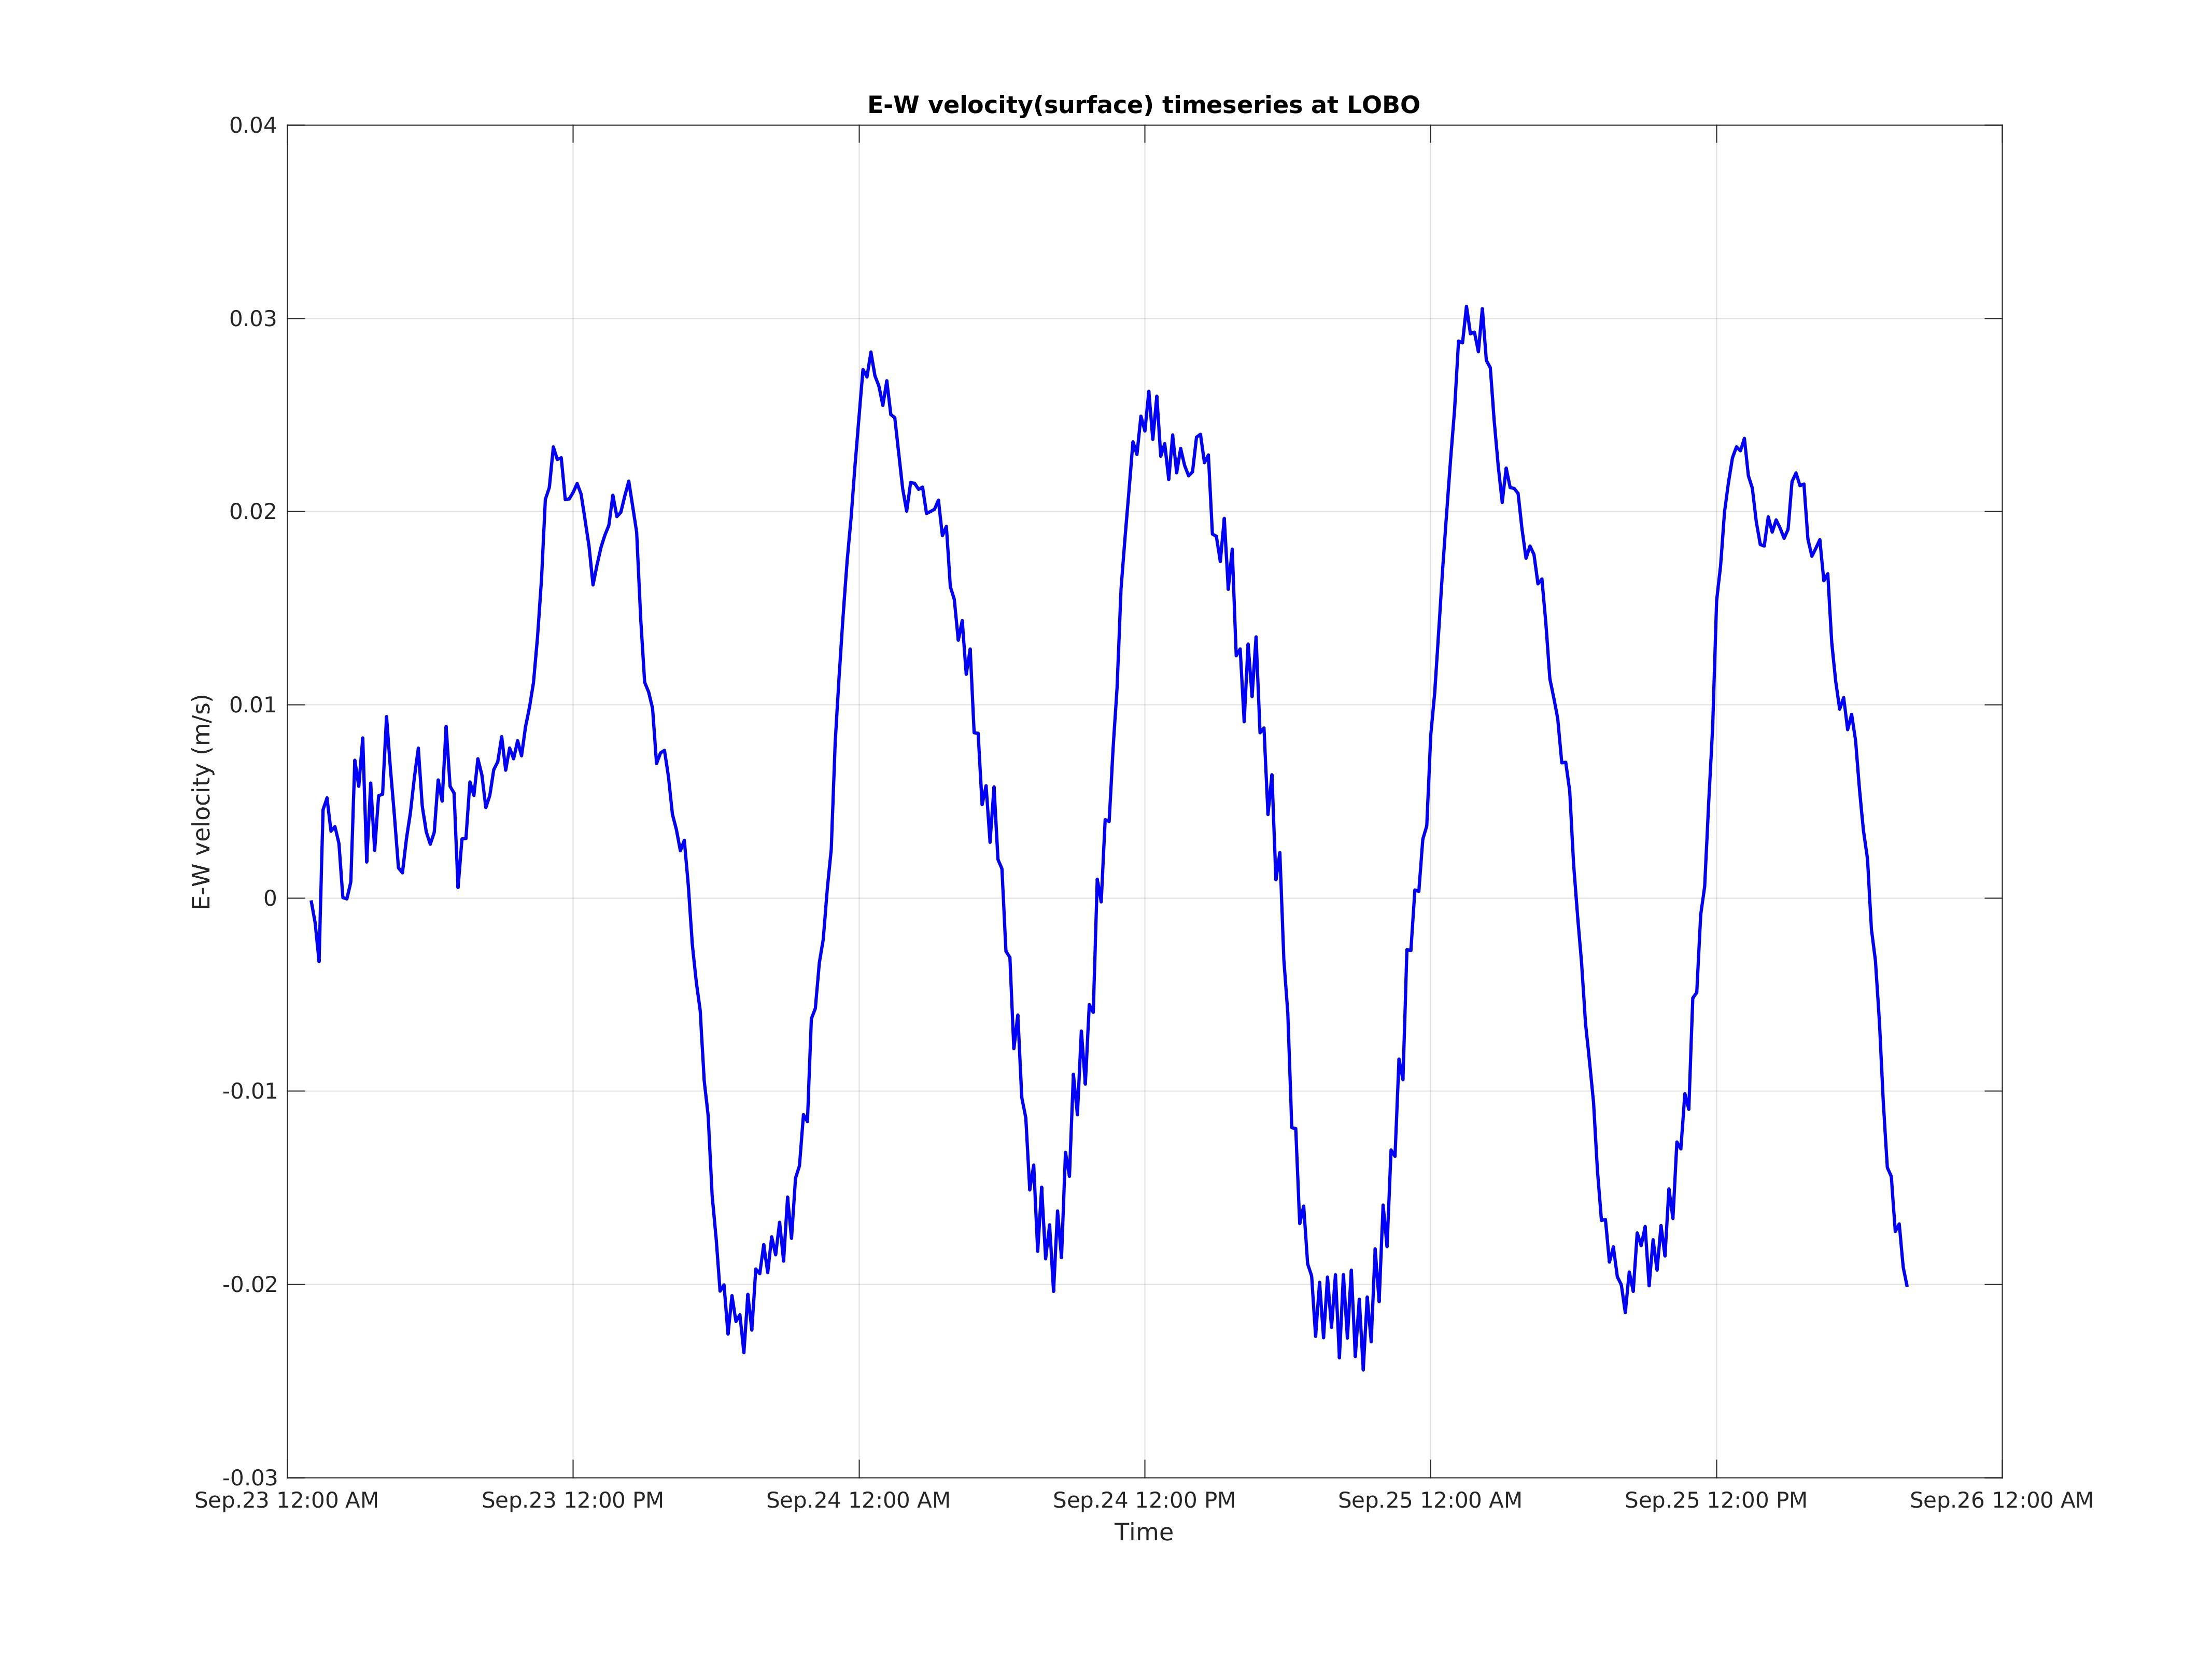 E-W velocity(surface) timeseries at LOBO
0.04
0.03
0.02
0.01
0
-0.01
-0.02
-0.03
E-W velocity (m/s)
Sep.23 12:00 AM Sep.23 12:00 PM Sep.24 12:00 AM Sep.24 12:00 PM Sep.25 12:00 AM Sep.25 12:00 PM Sep.26 12:00 AM
Time